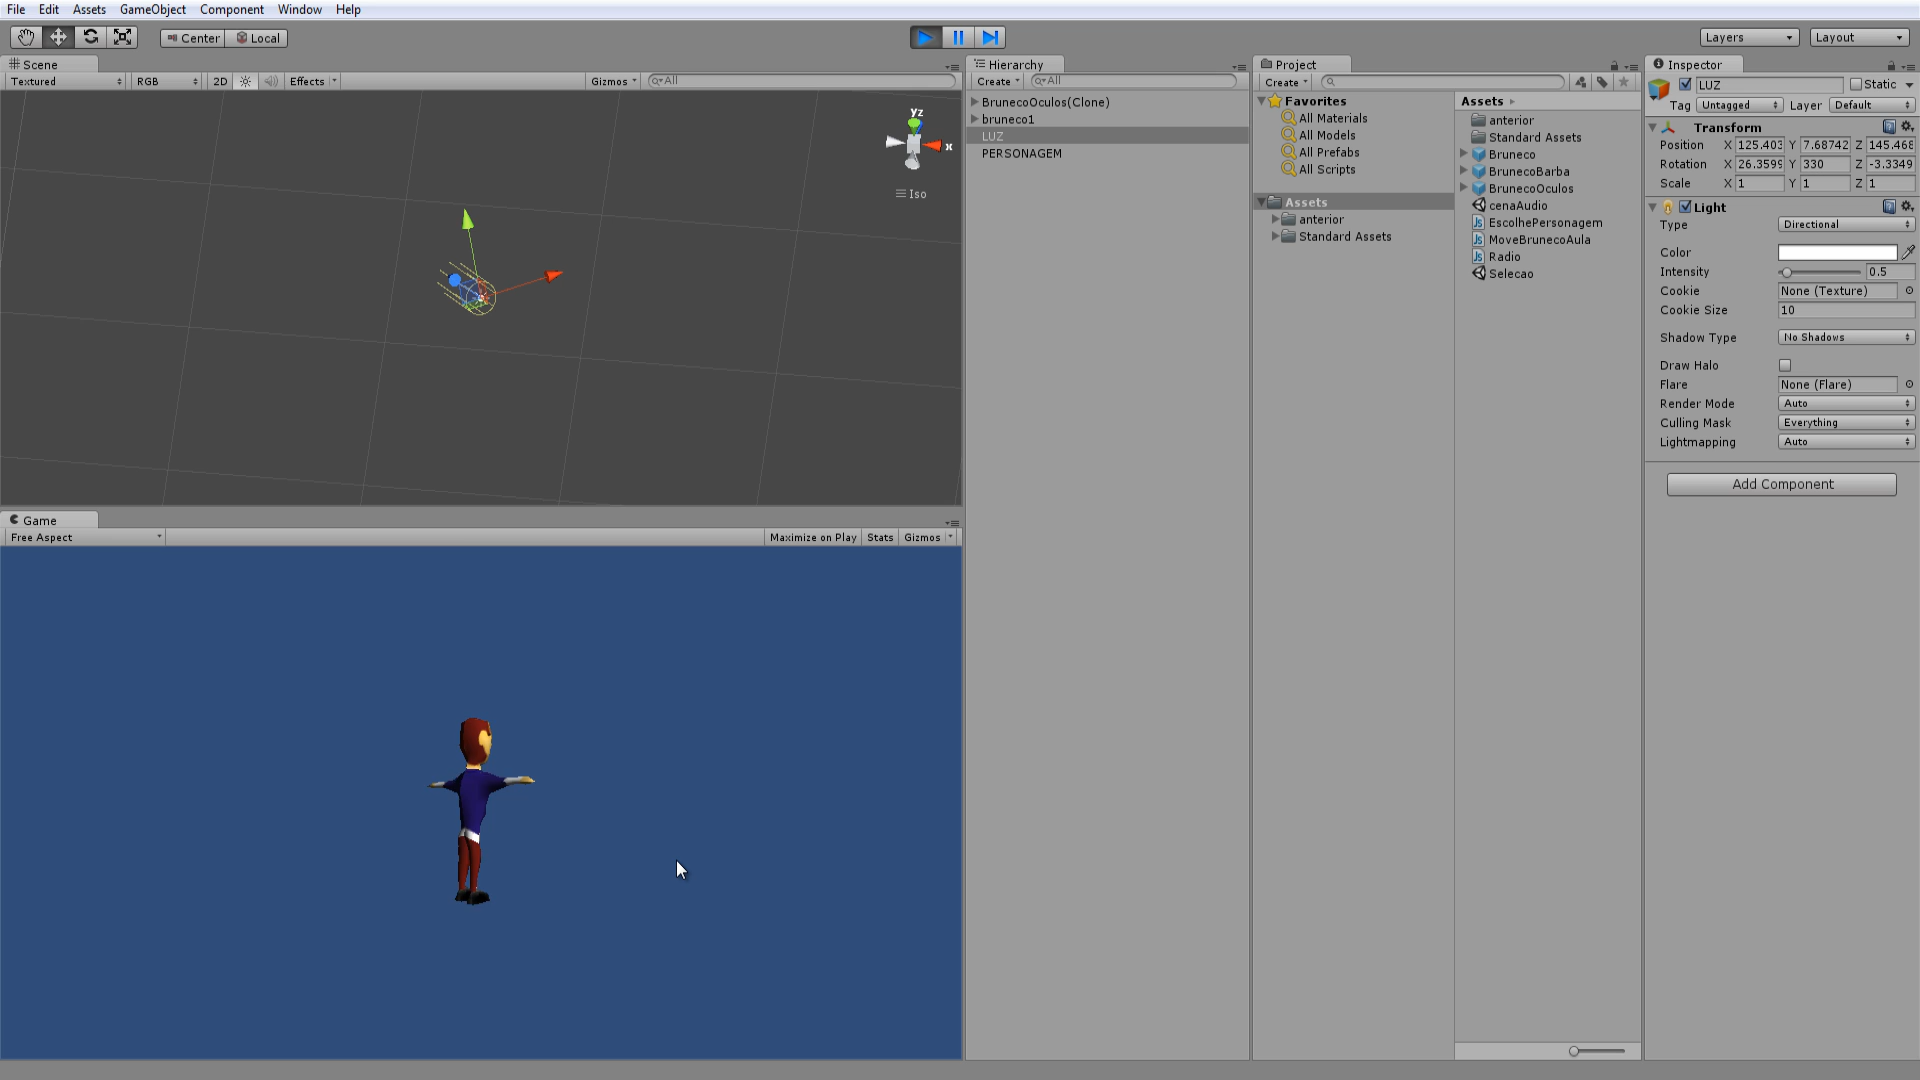 File Edit Assets GameObject Component Window Help
Center Local Layers Layout
Scene
Textured RGB 2D Effects Gizmos All
yz
x
Iso
Game
Free Aspect Maximize on Play Stats Gizmos
Hierarchy
Create All
BrunecoOculos(Clone)
bruneco1
LUZ
PERSONAGEM
Project
Create
Favorites
All Materials
All Models
All Prefabs
All Scripts
Assets
anterior
Standard Assets
Assets
anterior
Standard Assets
Bruneco
BrunecoBarba
BrunecoOculos
cenaAudio
EscolhePersonagem
MoveBrunecoAula
Radio
Selecao
Inspector
LUZ Static
Tag Untagged Layer Default
Transform
Position X 125.403 Y 7.68742 Z 145.468
Rotation X 26.3599 Y 330 Z -3.3349
Scale X 1 Y 1 Z 1
Light
Type Directional
Color
Intensity 0.5
Cookie None (Texture)
Cookie Size 10
Shadow Type No Shadows
Draw Halo
Flare None (Flare)
Render Mode Auto
Culling Mask Everything
Lightmapping Auto
Add Component